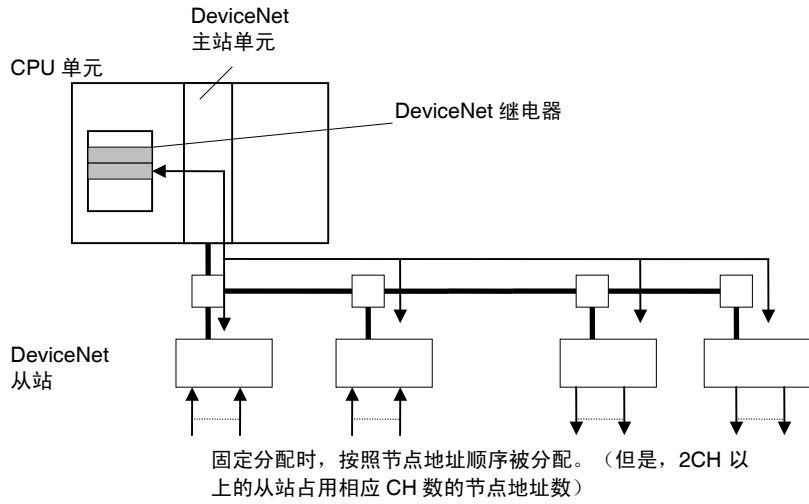 DeviceNet
主站单元
CPU 单元
DeviceNet 继电器
DeviceNet
从站
固定分配时，按照节点地址顺序被分配。（但是，2CH 以
上的从站占用相应 CH 数的节点地址数）